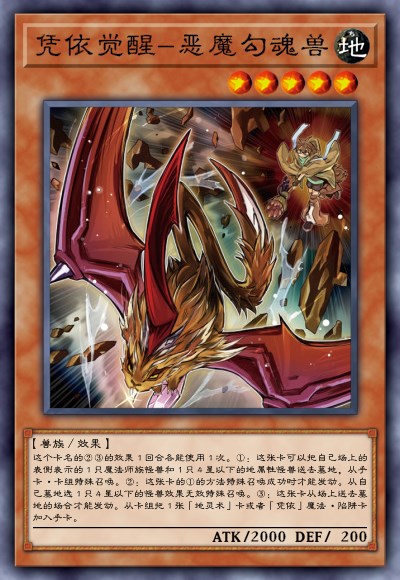 凭依觉醒-恶魔勾魂兽
地
【兽族／效果】
这个卡名的②③的效果1回合各能使用1次。①：这张卡可以把自己场上的
表侧表示的1只魔法师族怪兽和1只4星以下的地属性怪兽送去墓地，从手
卡・卡组特殊召唤。②：这张卡的①的方法特殊召唤成功时才能发动。从自
己墓地选1只4星以下的怪兽效果无效特殊召唤。③：这张卡从场上送去墓
地的场合才能发动。从卡组把1张「地灵术」卡或者「凭依」魔法・陷阱卡
加入手卡。
ATK/2000 DEF/ 200